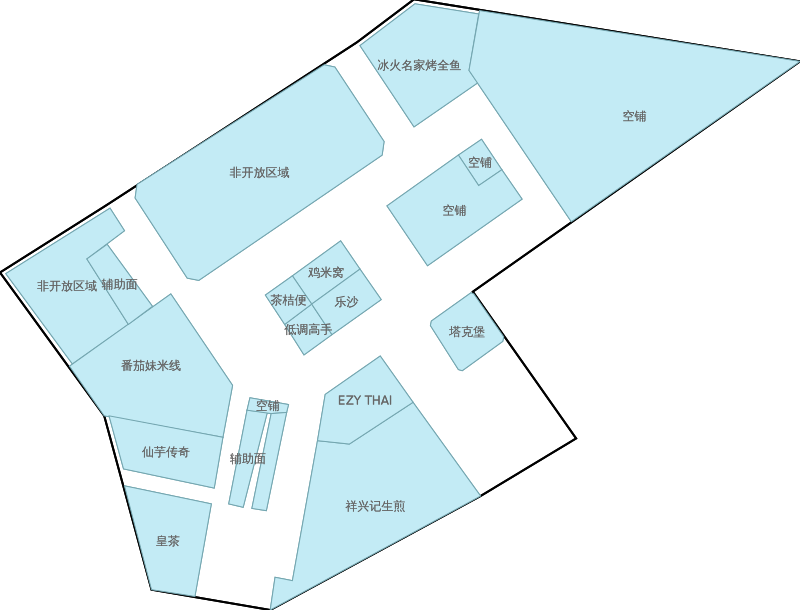 冰火名家烤全鱼
空铺
空铺
非开放区域
空铺
鸡米窝
非开放区域
辅助面
茶桔便
乐沙
低调高手
塔克堡
番茄妹米线
EZY THAI
空铺
仙芋传奇
辅助面
祥兴记生煎
皇茶